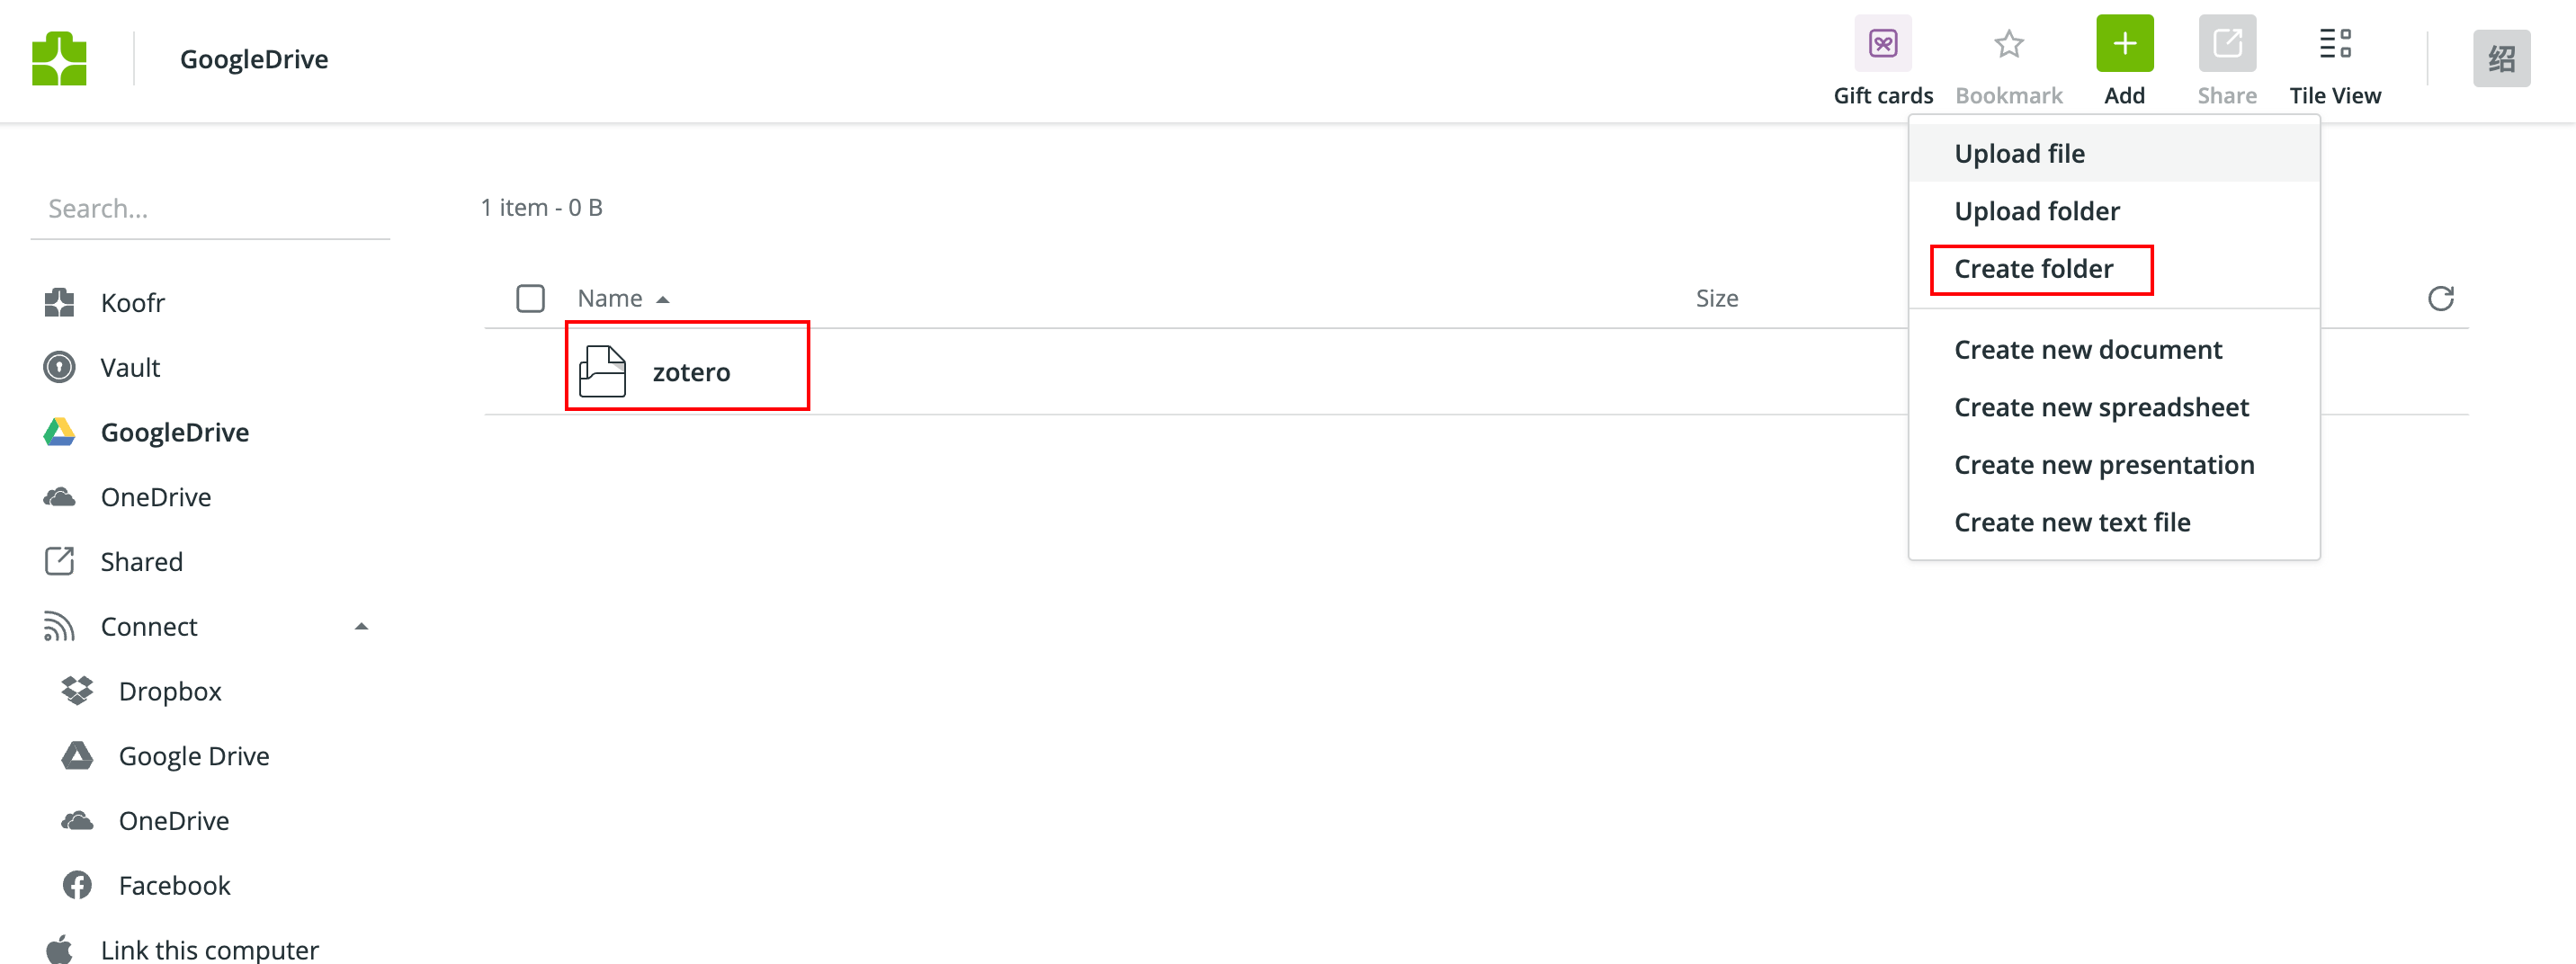 GoogleDrive
Gift cards
Bookmark
Add
Share
Tile View
绍
Upload file
Upload folder
Create folder
Create new document
Create new spreadsheet
Create new presentation
Create new text file
Search...
1 item - 0 B
Name
Size
zotero
Koofr
Vault
GoogleDrive
OneDrive
Shared
Connect
Dropbox
Google Drive
OneDrive
Facebook
Link this computer